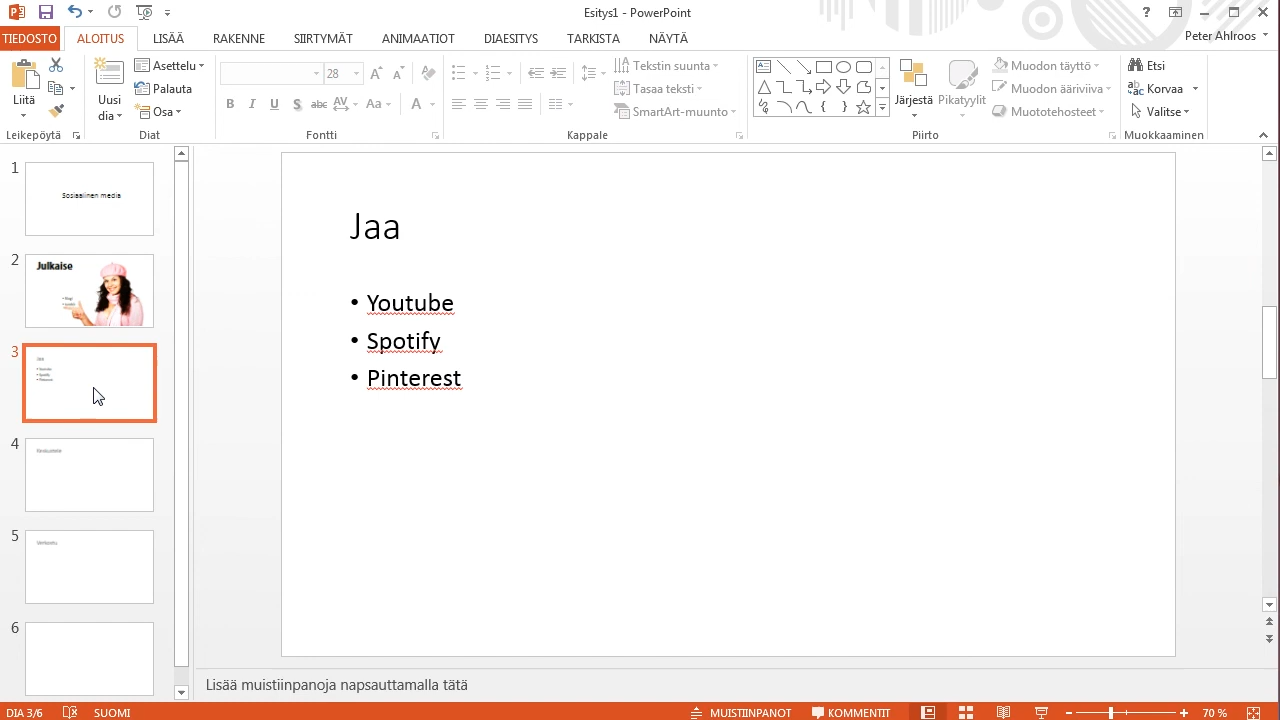 Esitys1 - PowerPoint
?
TIEDOSTO ALOITUS LISÄÄ RAKENNE SIIRTYMÄT ANIMAATIOT DIAESITYS TARKISTA NÄYTÄ
Peter Ahlroos
Liitä
Leikepöytä
Uusi
dia
Asettelu
Palauta
Osa
Diat
28
B I U S abc AV Aa A
Fontti
Tekstin suunta
Tasaa teksti
SmartArt-muunto
Kappale
Järjestä
Pikatyylit
Muodon täyttö
Muodon ääriviiva
Muototehosteet
Piirto
Etsi
Korvaa
Valitse
Muokkaaminen
1
Sosiaalinen media
2
Julkaise
3
4
5
6
Jaa
• Youtube
• Spotify
• Pinterest
Lisää muistiinpanoja napsauttamalla tätä
DIA 3/6 SUOMI MUISTIINPANOT KOMMENTIT 70 %